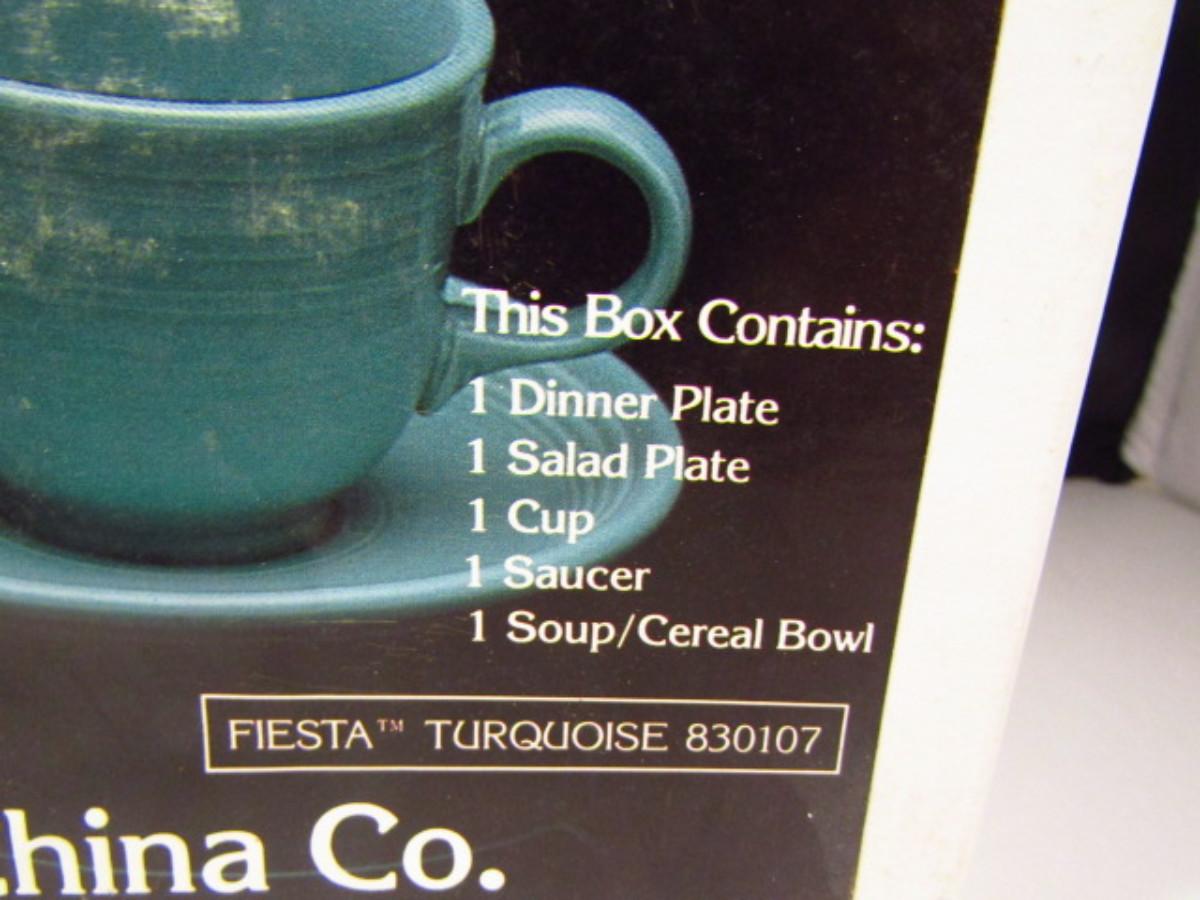 This Box Contains:
1 Dinner Plate
1 Salad Plate
1 Cup
1 Saucer
1 Soup/Cereal Bowl
FIESTA™ TURQUOISE 830107
hina Co.